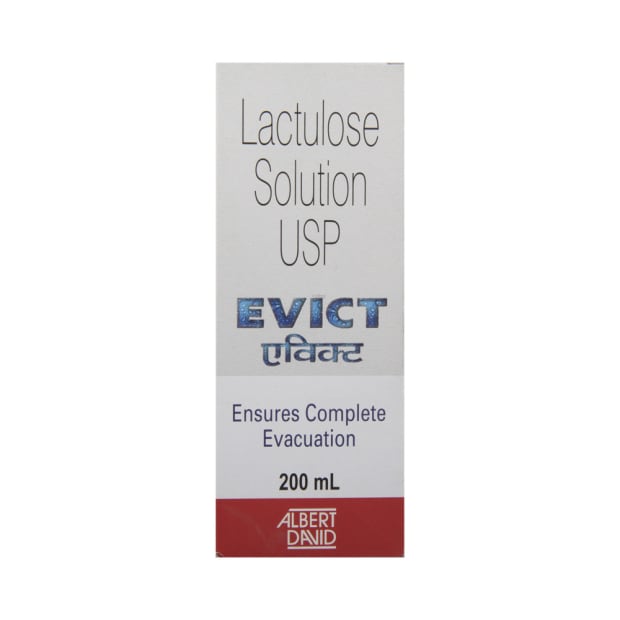 Lactulose
Solution
USP
EVICT
एविक्ट
Ensures Complete
Evacuation
200 mL
ALBERT
DAVID